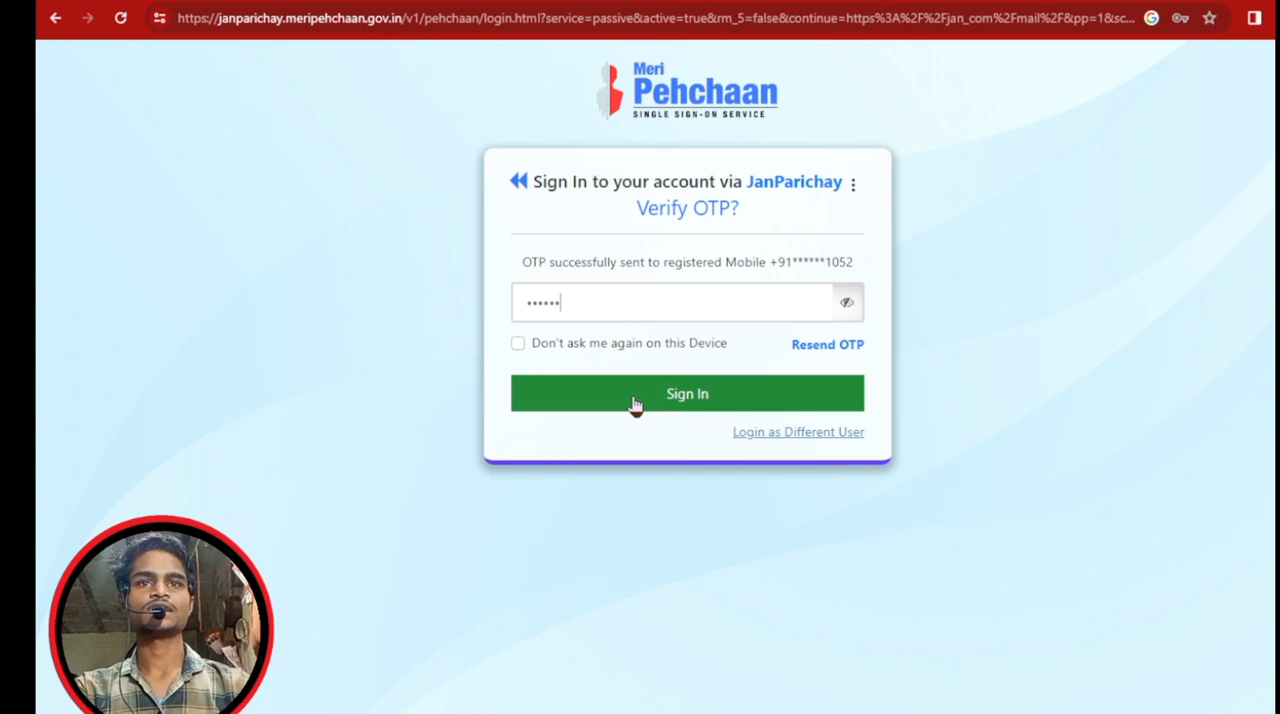 https://janparichay.meripehchaan.gov.in/v1/pehchaan/login.html?service=passive&active=true&rm_5=false&continue=https%3A%2F%2Fjan_com%2Fmail%2F&pp=1&sc...
Meri
Pehchaan
SINGLE SIGN-ON SERVICE
Sign In to your account via JanParichay
Verify OTP?
OTP successfully sent to registered Mobile +91******1052
••••••
Don't ask me again on this Device
Resend OTP
Sign In
Login as Different User